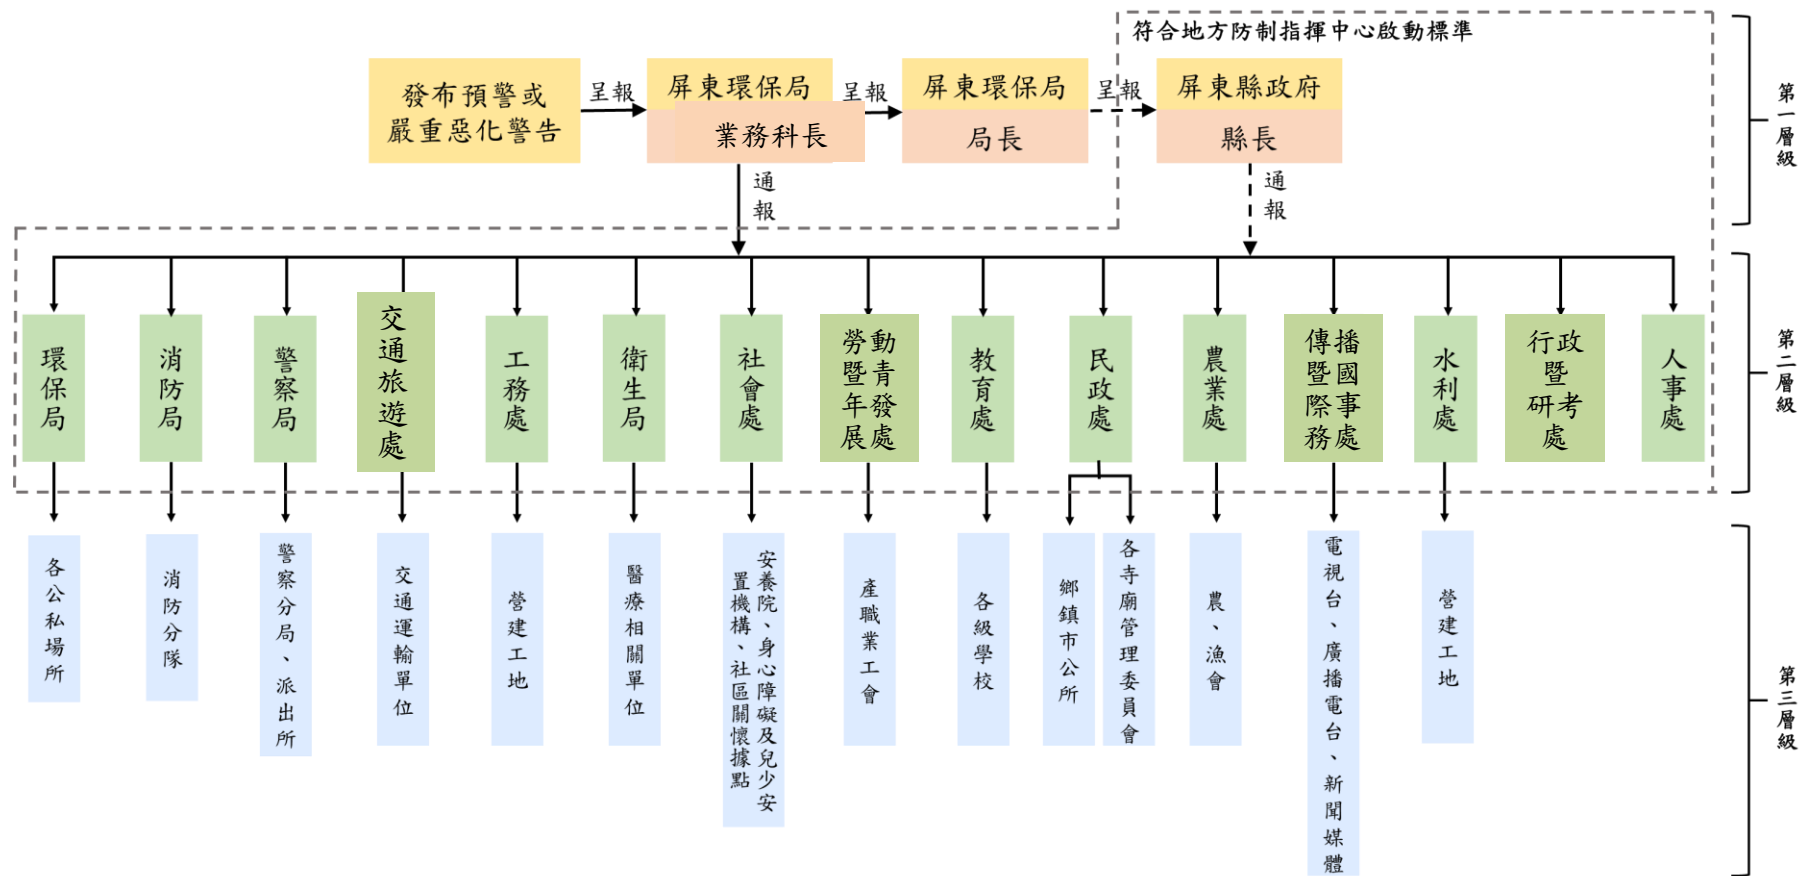 符合地方防制指揮中心啟動標準
發布預警或
嚴重惡化警告
呈報
屏東環保局
業務科長
呈報
屏東環保局
局長
呈報
屏東縣政府
縣長
第一層級
通報
通報
環保局
消防局
警察局
交通旅遊處
工務處
衛生局
社會處
勞動
暨青
年發
展處
教育處
民政處
農業處
傳播
暨國
際事
務處
水利處
行政
暨
研考
處
人事處
第二層級
各公私場所
消防分隊
警察分局、派出所
交通運輸單位
營建工地
醫療相關單位
安養院、身心障礙及兒少安
置機構、社區關懷據點
產職業工會
各級學校
鄉鎮市公所
各寺廟管理委員會
農、漁會
電視台、廣播電台、新聞媒體
營建工地
第三層級